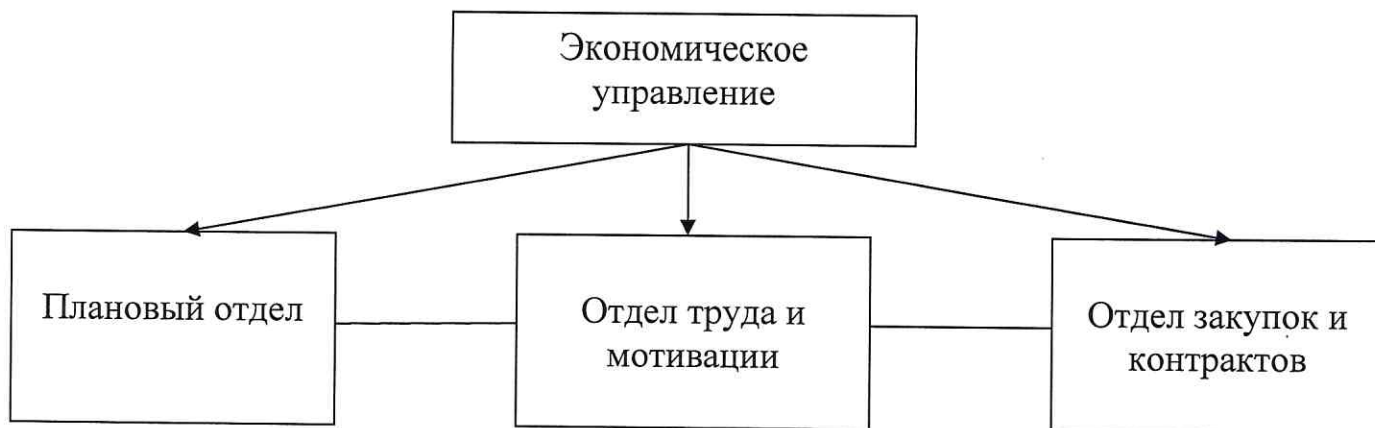 Экономическое
управление
Плановый отдел
Отдел труда и
мотивации
Отдел закупок и
контрактов